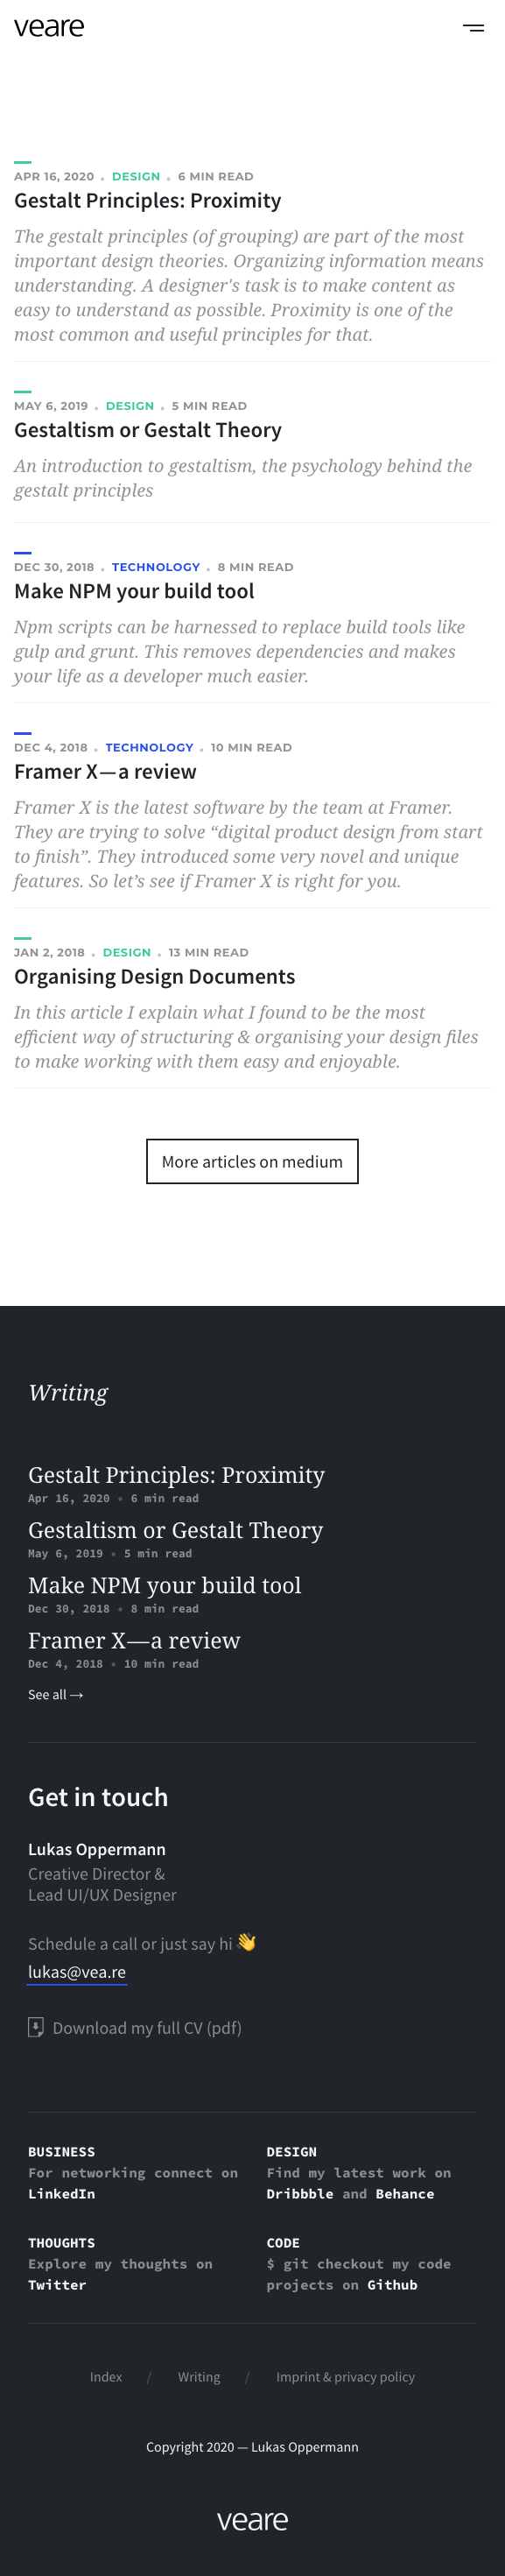 veare
APR 16, 2020 • DESIGN • 6 MIN READ
Gestalt Principles: Proximity
The gestalt principles (of grouping) are part of the most
important design theories. Organizing information means
understanding. A designer's task is to make content as
easy to understand as possible. Proximity is one of the
most common and useful principles for that.
MAY 6, 2019 • DESIGN • 5 MIN READ
Gestaltism or Gestalt Theory
An introduction to gestaltism, the psychology behind the
gestalt principles
DEC 30, 2018 • TECHNOLOGY • 8 MIN READ
Make NPM your build tool
Npm scripts can be harnessed to replace build tools like
gulp and grunt. This removes dependencies and makes
your life as a developer much easier.
DEC 4, 2018 • TECHNOLOGY • 10 MIN READ
Framer X—a review
Framer X is the latest software by the team at Framer.
They are trying to solve “digital product design from start
to finish”. They introduced some very novel and unique
features. So let’s see if Framer X is right for you.
JAN 2, 2018 • DESIGN • 13 MIN READ
Organising Design Documents
In this article I explain what I found to be the most
efficient way of structuring & organising your design files
to make working with them easy and enjoyable.
More articles on medium
Writing
Gestalt Principles: Proximity
Apr 16, 2020 • 6 min read
Gestaltism or Gestalt Theory
May 6, 2019 • 5 min read
Make NPM your build tool
Dec 30, 2018 • 8 min read
Framer X—a review
Dec 4, 2018 • 10 min read
See all →
Get in touch
Lukas Oppermann
Creative Director &
Lead UI/UX Designer
Schedule a call or just say hi 👋
lukas@vea.re
Download my full CV (pdf)
BUSINESS
For networking connect on
LinkedIn
DESIGN
Find my latest work on
Dribbble and Behance
THOUGHTS
Explore my thoughts on
Twitter
CODE
$ git checkout my code
projects on Github
Index / Writing / Imprint & privacy policy
Copyright 2020 — Lukas Oppermann
veare